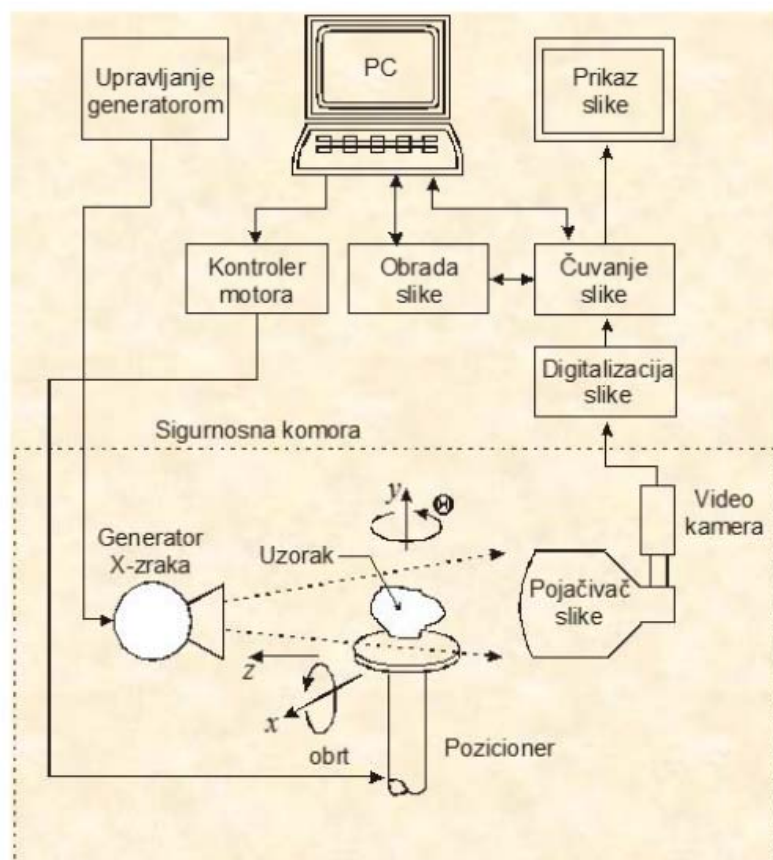 Upravljanje
generatorom
PC
Prikaz
slike
Kontroler
motora
Obrada
slike
Čuvanje
slike
Digitalizacija
slike
Sigurnosna komora
Video
kamera
y
Θ
Generator
X-zraka
Uzorak
Pojačivač
slike
z
x
obrt
Pozicioner